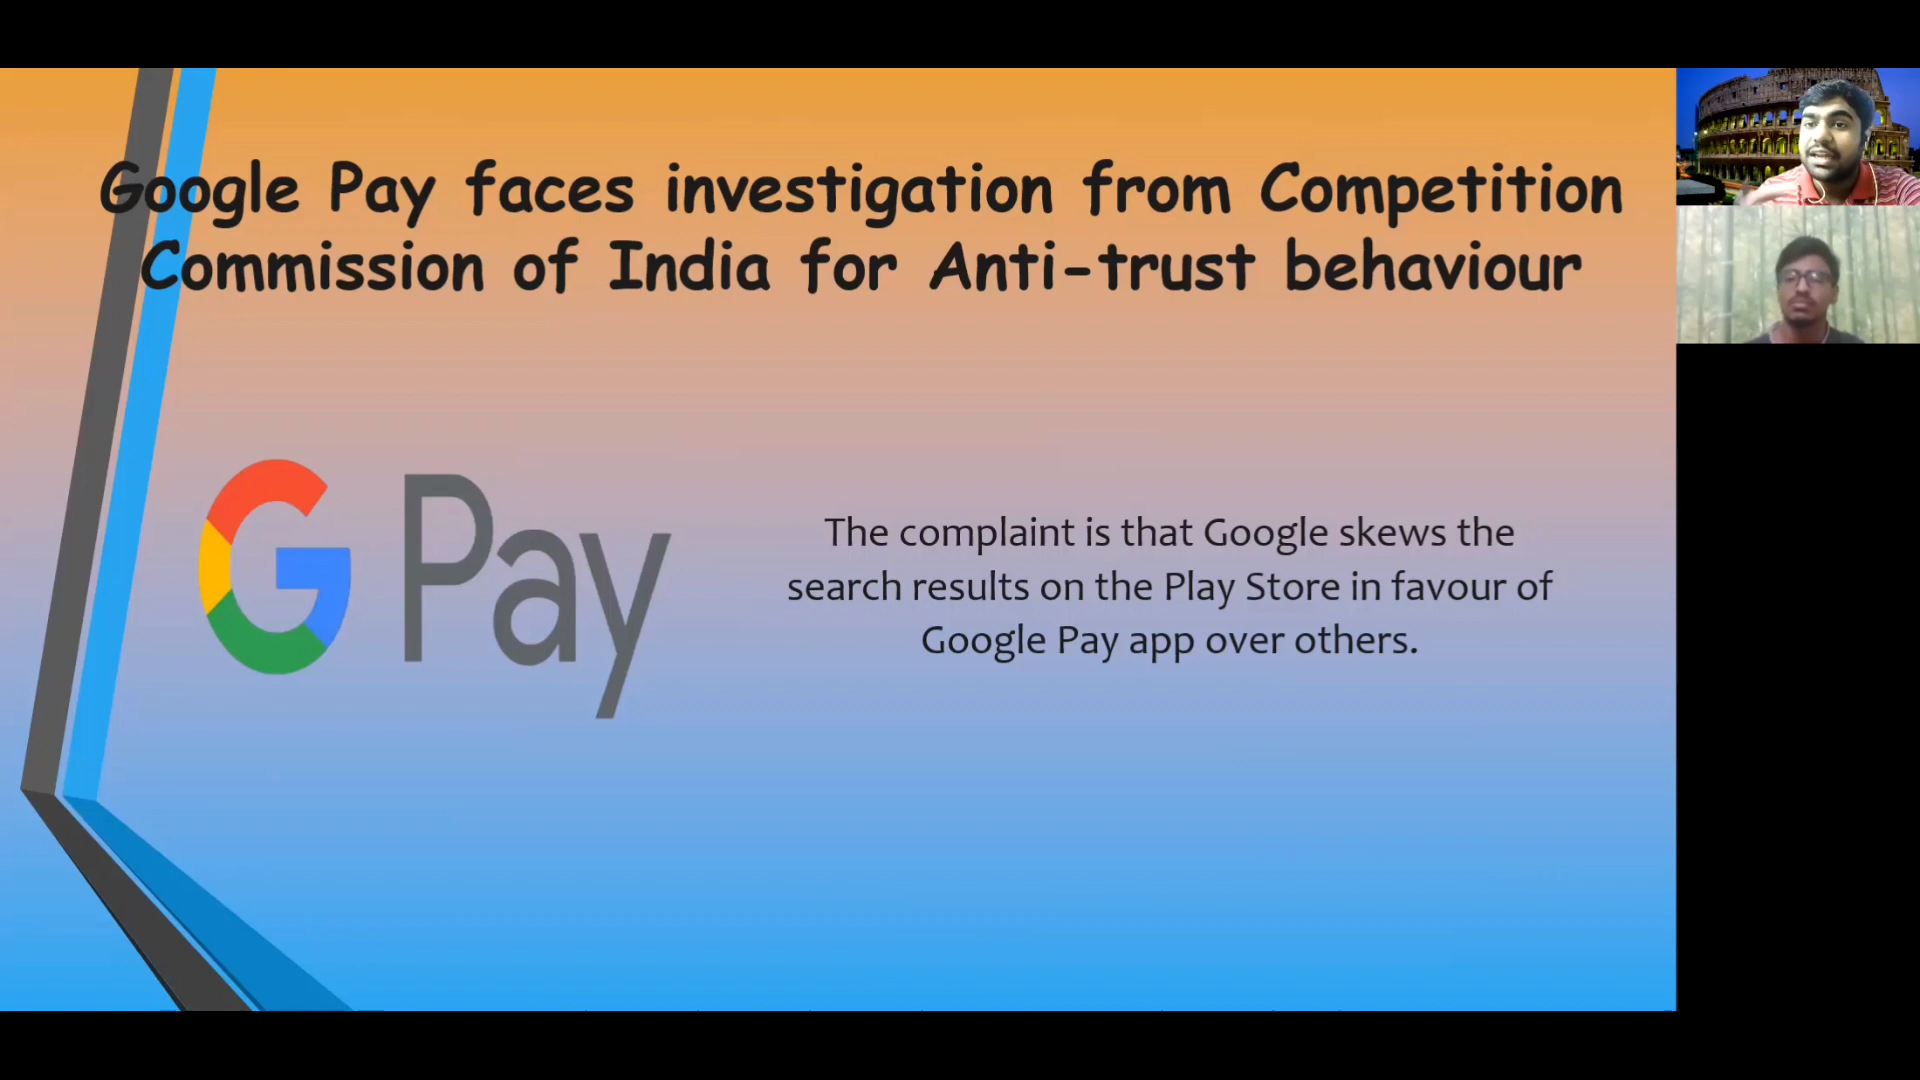 Google Pay faces investigation from Competition
Commission of India for Anti-trust behaviour
G Pay
The complaint is that Google skews the
search results on the Play Store in favour of
Google Pay app over others.